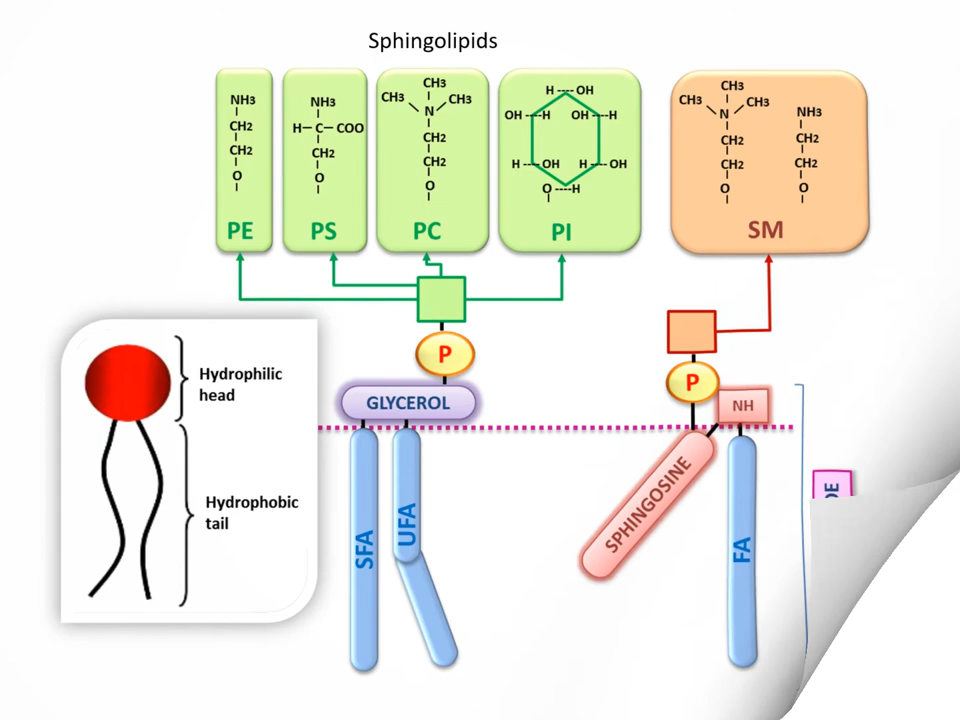 Sphingolipids
NH3
CH2
CH2
O
PE
NH3
H C COO
CH2
O
PS
CH3
CH3 CH3
N
CH2
CH2
O
PC
H OH
OH H OH H
H OH H OH
O H
PI
CH3
CH3 CH3
N
CH2
CH2
O
NH3
CH2
CH2
O
SM
P
GLYCEROL
SFA
UFA
P
NH
SPHINGOSINE
FA
Hydrophilic
head
Hydrophobic
tail